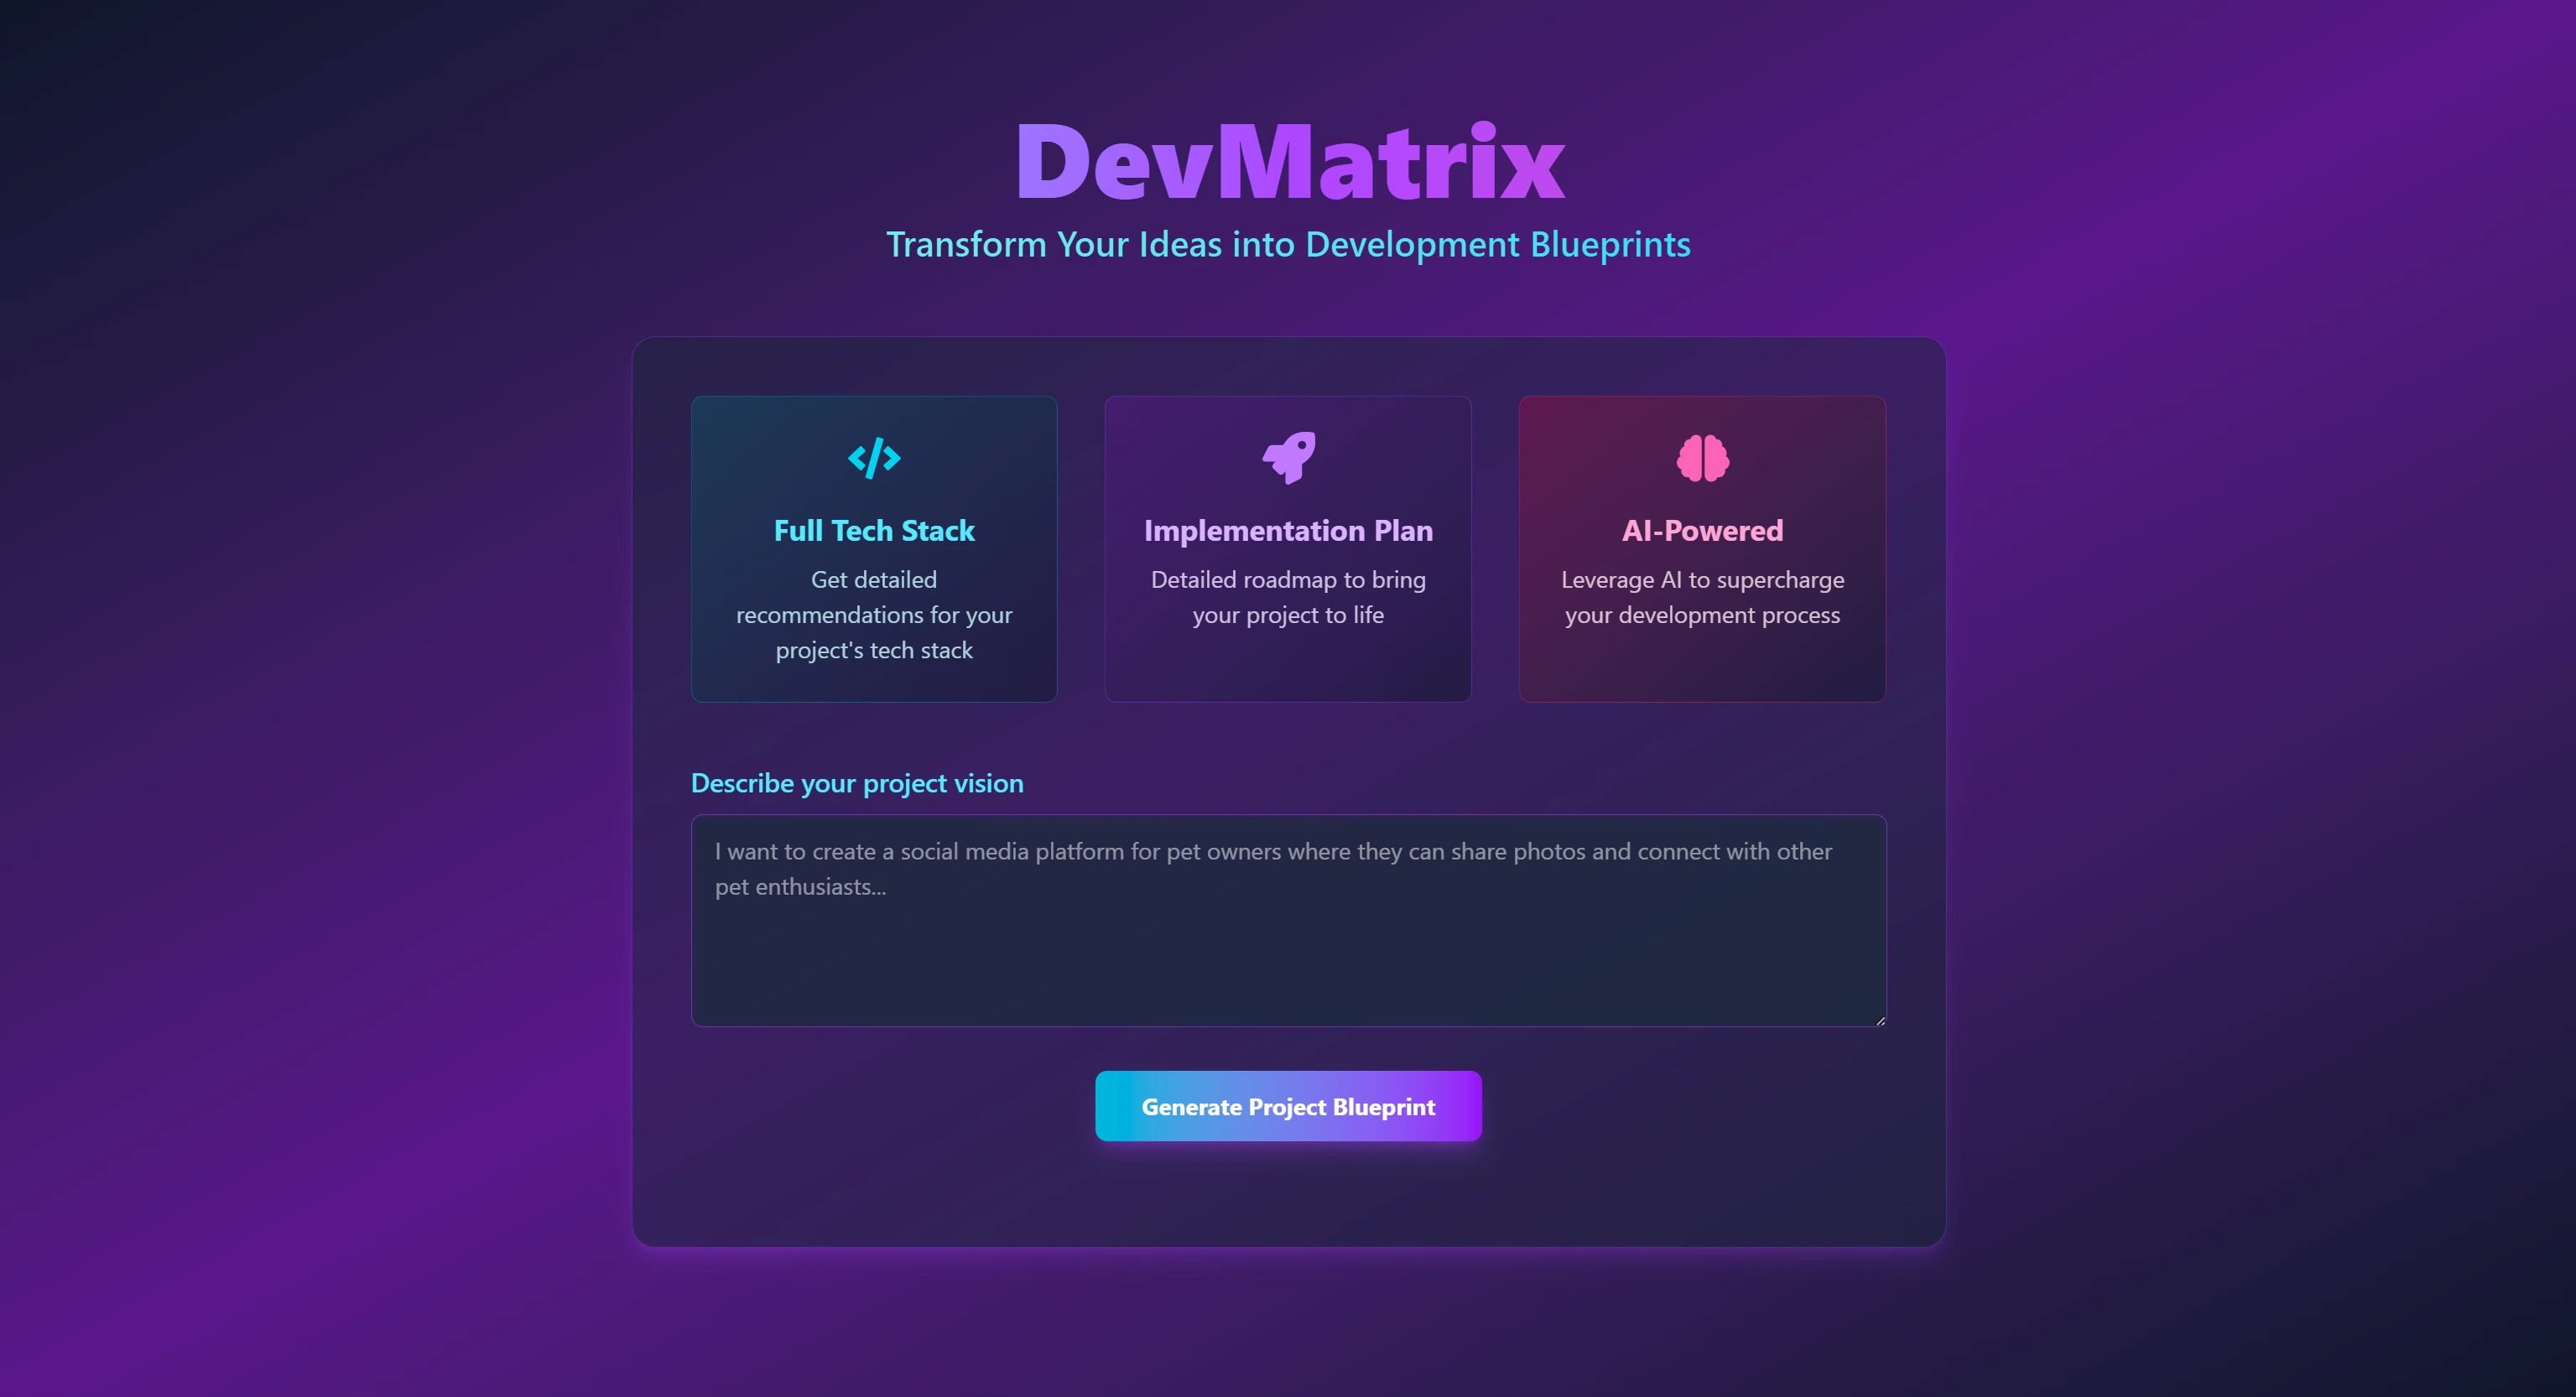 DevMatrix
Transform Your Ideas into Development Blueprints
Full Tech Stack
Get detailed
recommendations for your
project's tech stack
Implementation Plan
Detailed roadmap to bring
your project to life
AI-Powered
Leverage AI to supercharge
your development process
Describe your project vision
I want to create a social media platform for pet owners where they can share photos and connect with other
pet enthusiasts...
Generate Project Blueprint